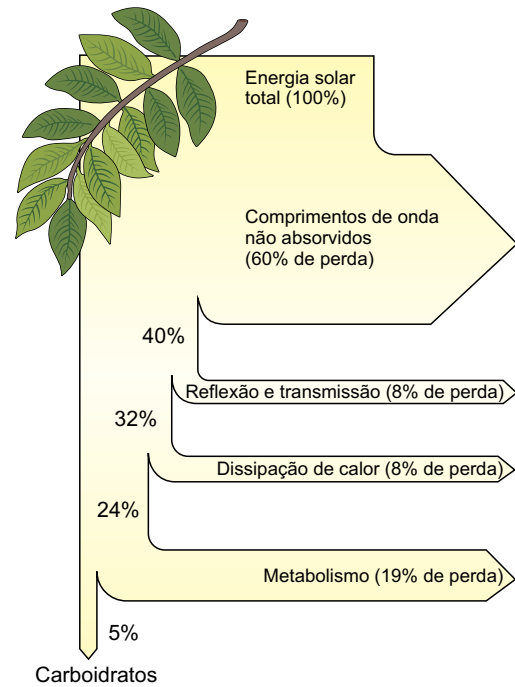 Energia solar
total (100%)
Comprimentos de onda
não absorvidos
(60% de perda)
40%
Reflexão e transmissão (8% de perda)
32%
Dissipação de calor (8% de perda)
24%
Metabolismo (19% de perda)
5%
Carboidratos